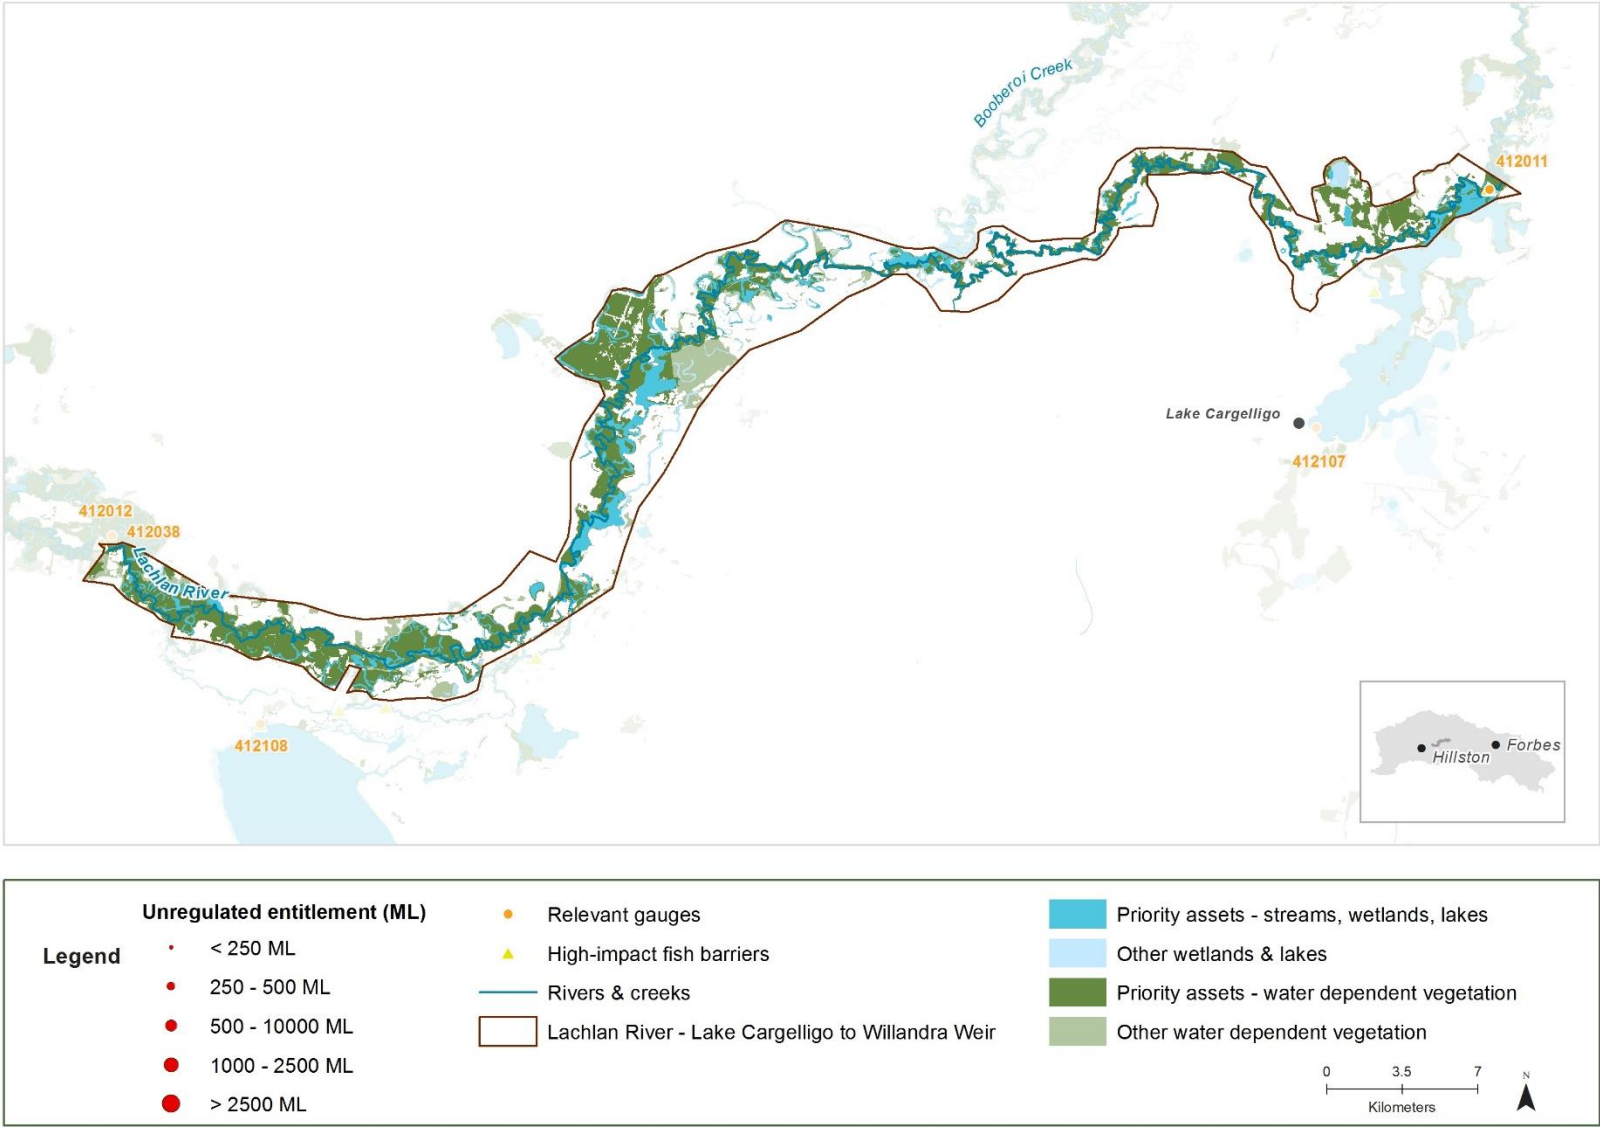 Booberoi Creek
412011
Lake Cargelligo
412107
412012
412038
Lachlan River
412108
Forbes
Hillston
Legend
Unregulated entitlement (ML)
< 250 ML
250 - 500 ML
500 - 10000 ML
1000 - 2500 ML
> 2500 ML
Relevant gauges
High-impact fish barriers
Rivers & creeks
Lachlan River - Lake Cargelligo to Willandra Weir
Priority assets - streams, wetlands, lakes
Other wetlands & lakes
Priority assets - water dependent vegetation
Other water dependent vegetation
0 3.5 7
Kilometers
N